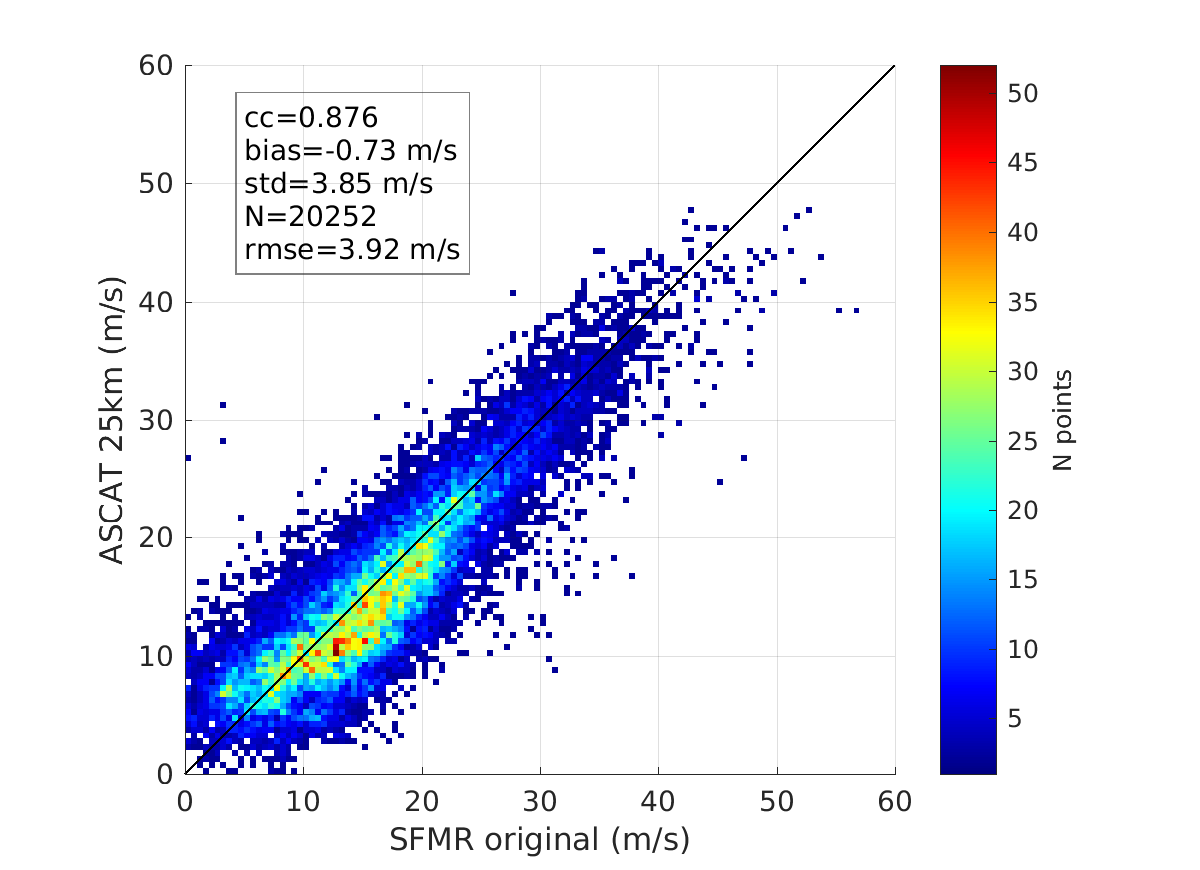 cc=0.876
bias=-0.73 m/s
std=3.85 m/s
N=20252
rmse=3.92 m/s
60
50
40
30
20
10
0
ASCAT 25km (m/s)
0 10 20 30 40 50 60
SFMR original (m/s)
50
45
40
35
30
25
20
15
10
5
N points